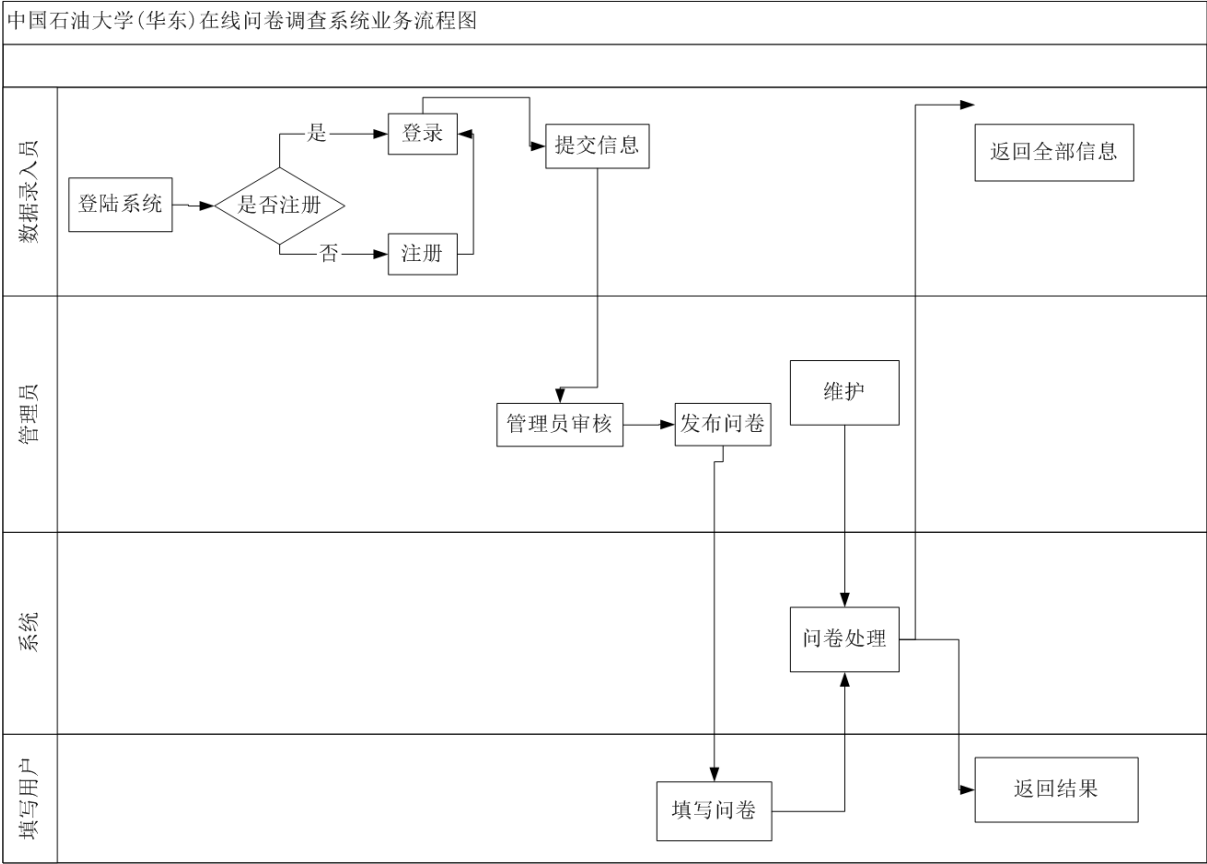 中国石油大学(华东)在线问卷调查系统业务流程图
数据录入员
登陆系统
是否注册
是
否
登录
注册
提交信息
返回全部信息
管理员
管理员审核
发布问卷
维护
系统
问卷处理
填写用户
填写问卷
返回结果